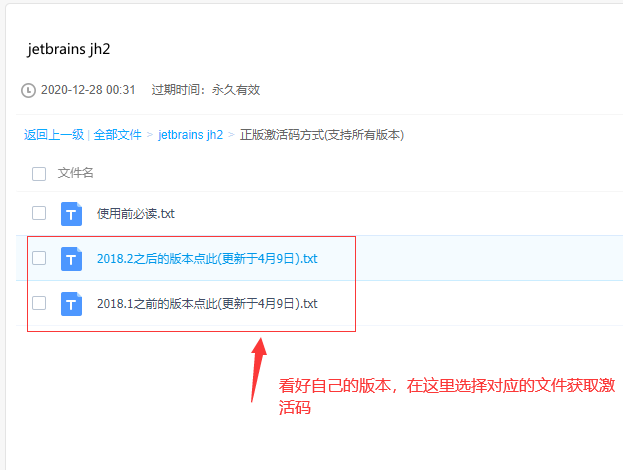 jetbrains jh2
2020-12-28 00:31 过期时间：永久有效
返回上一级 | 全部文件 > jetbrains jh2 > 正版激活码方式(支持所有版本)
文件名
T 使用前必读.txt
T 2018.2之后的版本点此(更新于4月9日).txt
T 2018.1之前的版本点此(更新于4月9日).txt
看好自己的版本，在这里选择对应的文件获取激
活码